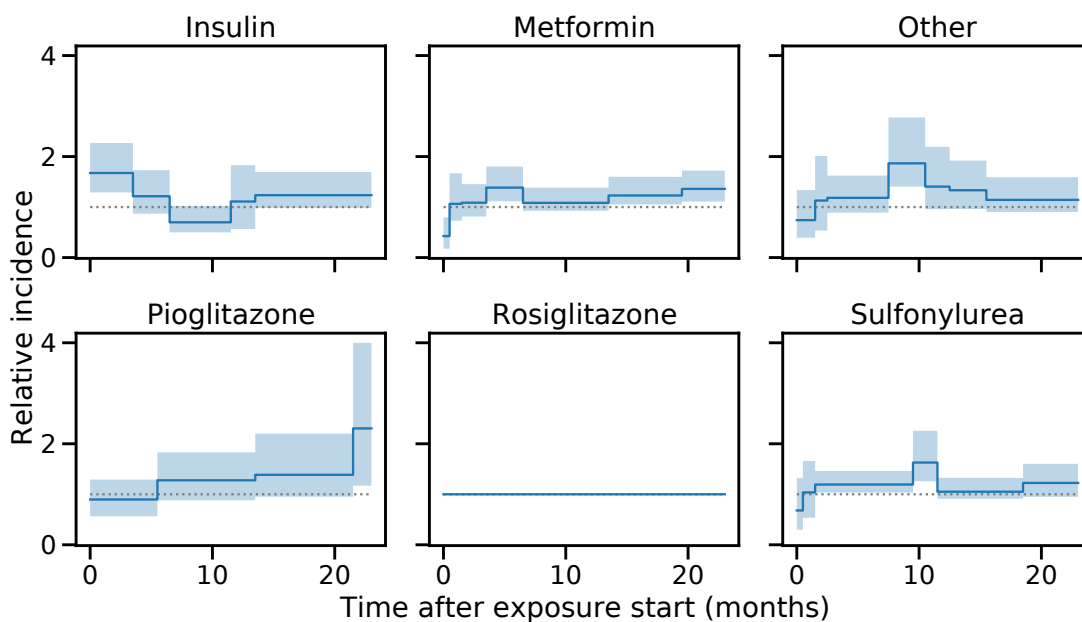 Insulin
Metformin
Other
4
2
0
Relative incidence
Pioglitazone
Rosiglitazone
Sulfonylurea
4
2
0
0 10 20
0 10 20
0 10 20
Time after exposure start (months)